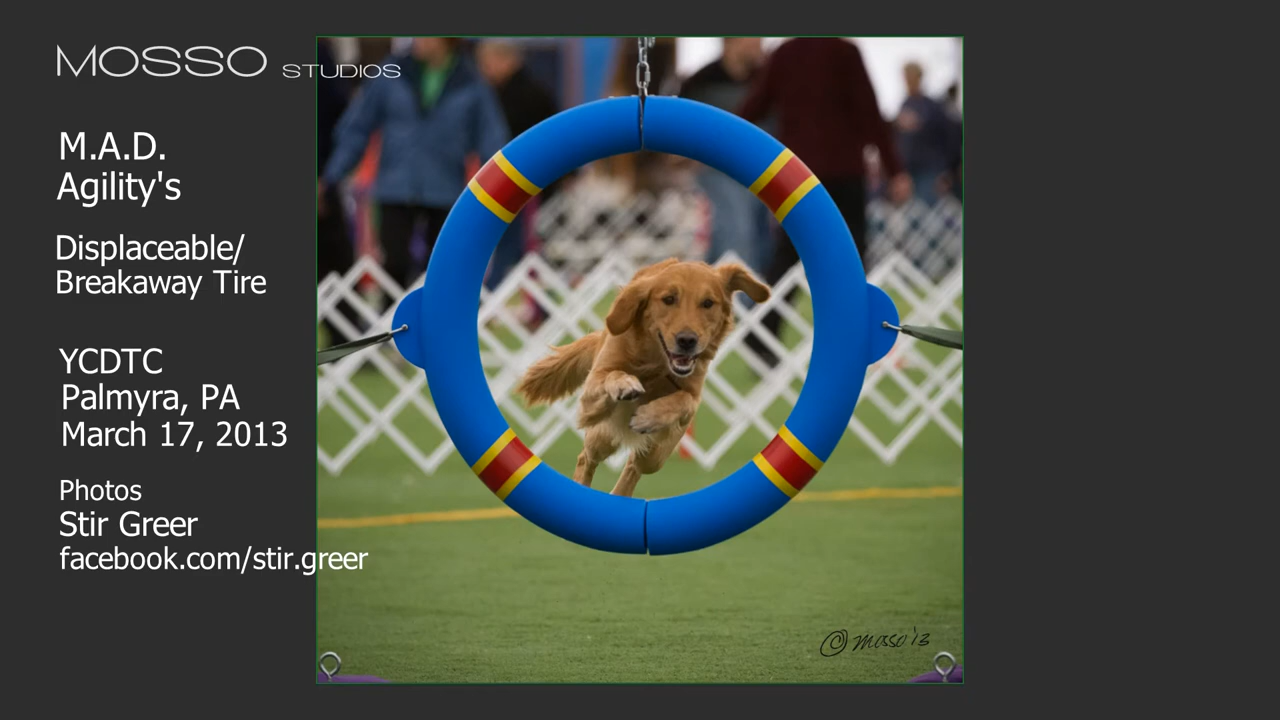 MOSSO STUDIOS
M.A.D.
Agility's
Displaceable/
Breakaway Tire
YCDTC
Palmyra, PA
March 17, 2013
Photos
Stir Greer
facebook.com/stir.greer
© mosso '13